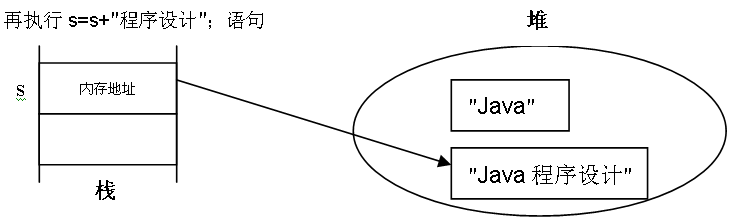 再执行 s=s+"程序设计"；语句
堆
s
内存地址
"Java"
"Java 程序设计"
栈